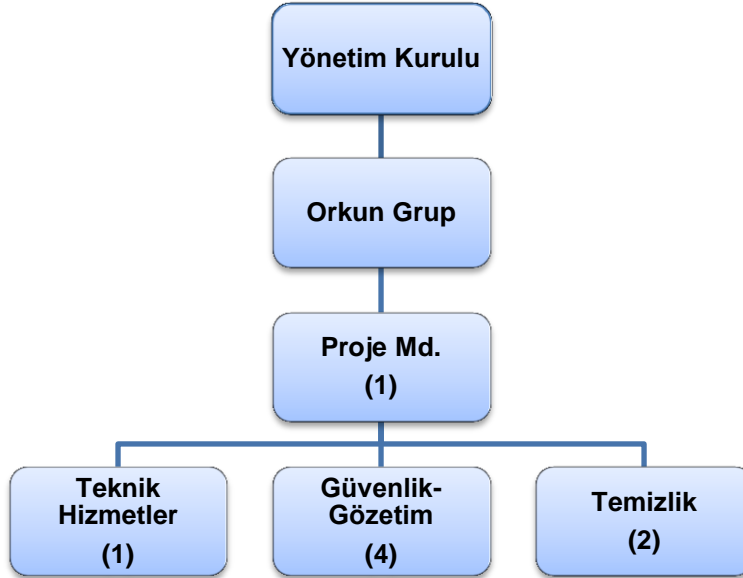 Yönetim Kurulu
Orkun Grup
Proje Md.
(1)
Teknik
Hizmetler
(1)
Güvenlik-
Gözetim
(4)
Temizlik
(2)